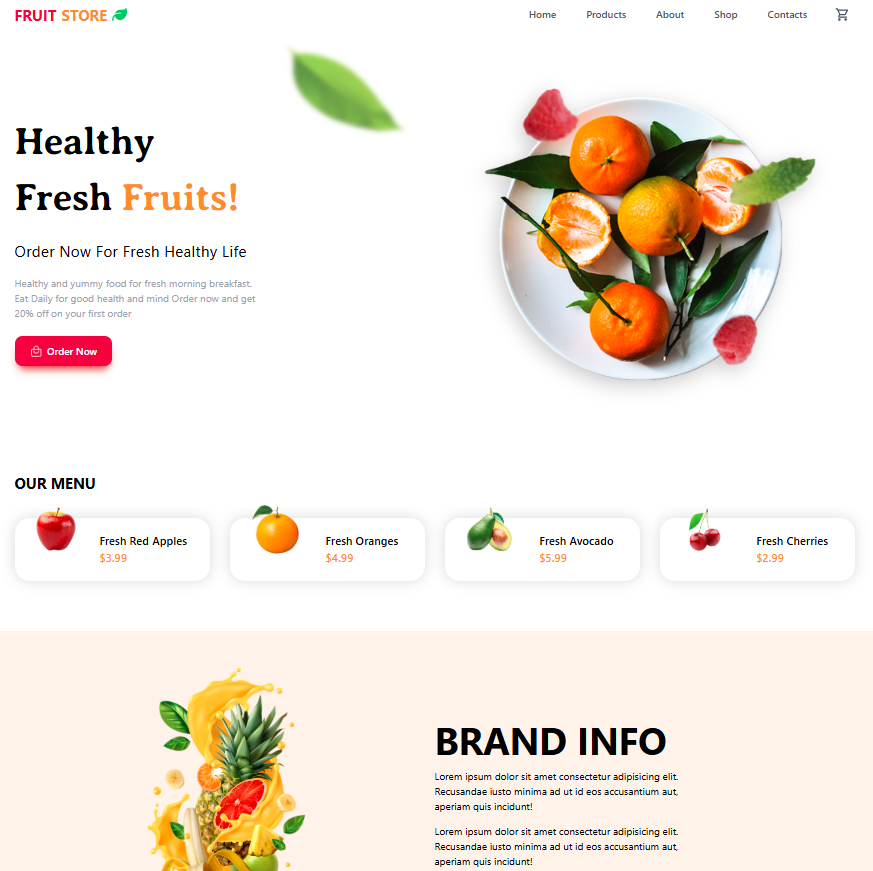 FRUIT STORE
Home Products About Shop Contacts
Healthy
Fresh Fruits!
Order Now For Fresh Healthy Life
Healthy and yummy food for fresh morning breakfast.
Eat Daily for good health and mind Order now and get
20% off on your first order
Order Now
OUR MENU
Fresh Red Apples
$3.99
Fresh Oranges
$4.99
Fresh Avocado
$5.99
Fresh Cherries
$2.99
BRAND INFO
Lorem ipsum dolor sit amet consectetur adipisicing elit.
Recusandae iusto minima ad ut id eos accusantium aut,
aperiam quis incidunt!
Lorem ipsum dolor sit amet consectetur adipisicing elit.
Recusandae iusto minima ad ut id eos accusantium aut,
aperiam quis incidunt!